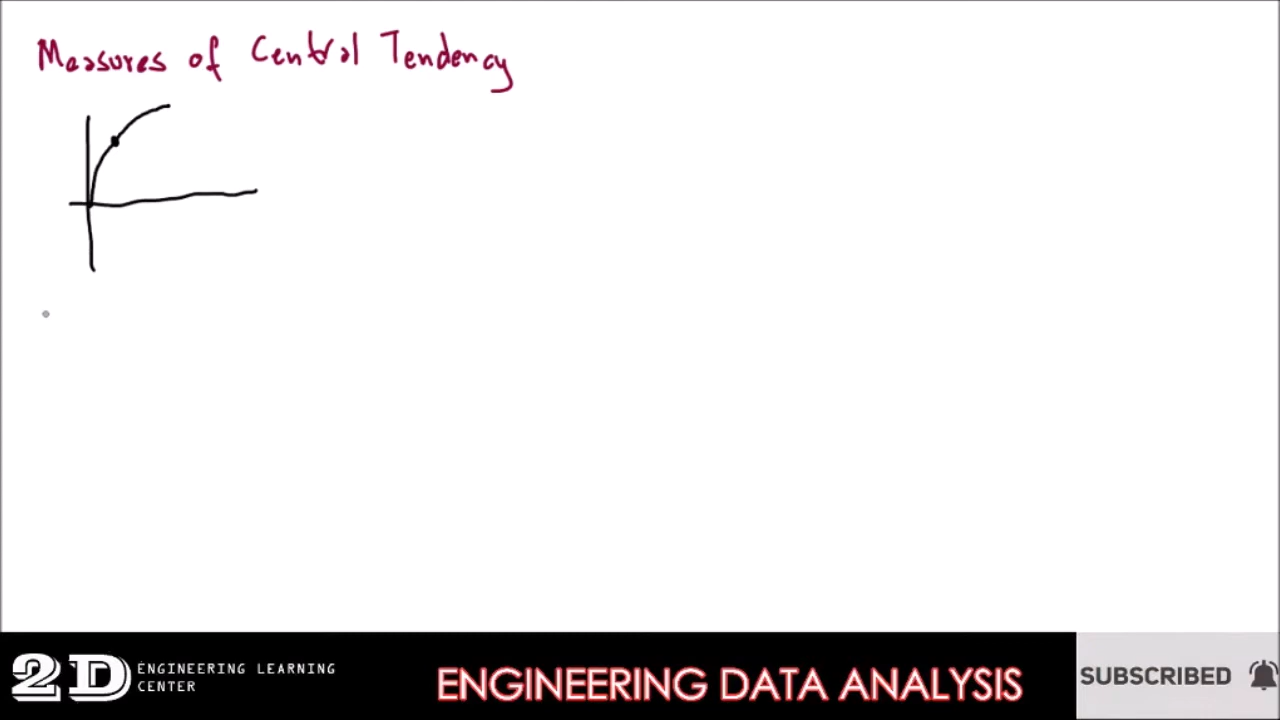 Measures of Central Tendency
2D ENGINEERING LEARNING
CENTER
ENGINEERING DATA ANALYSIS
SUBSCRIBED